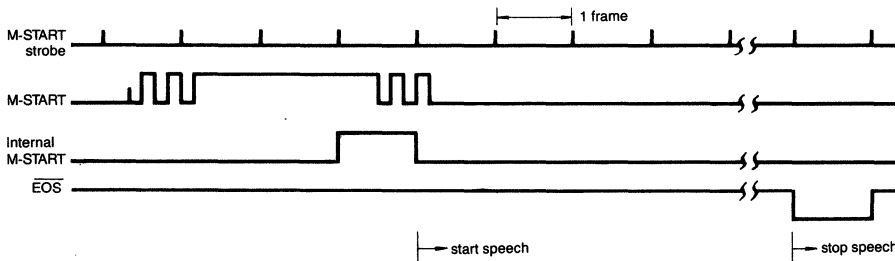 1 frame
M-START
strobe
M-START
Internal
M-START
EOS
start speech
stop speech